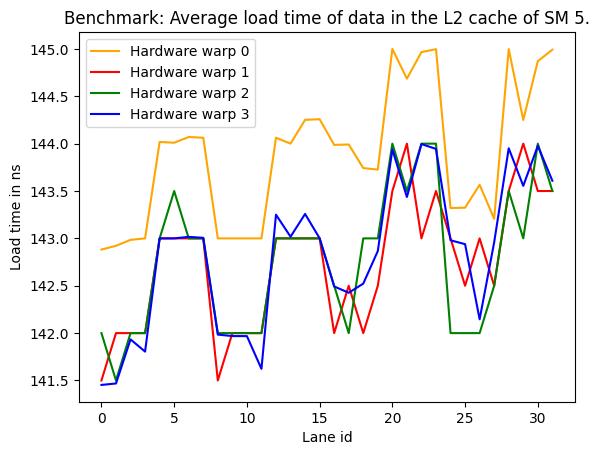 Benchmark: Average load time of data in the L2 cache of SM 5.
Hardware warp 0
Hardware warp 1
Hardware warp 2
Hardware warp 3
Load time in ns
145.0
144.5
144.0
143.5
143.0
142.5
142.0
141.5
0 5 10 15 20 25 30
Lane id